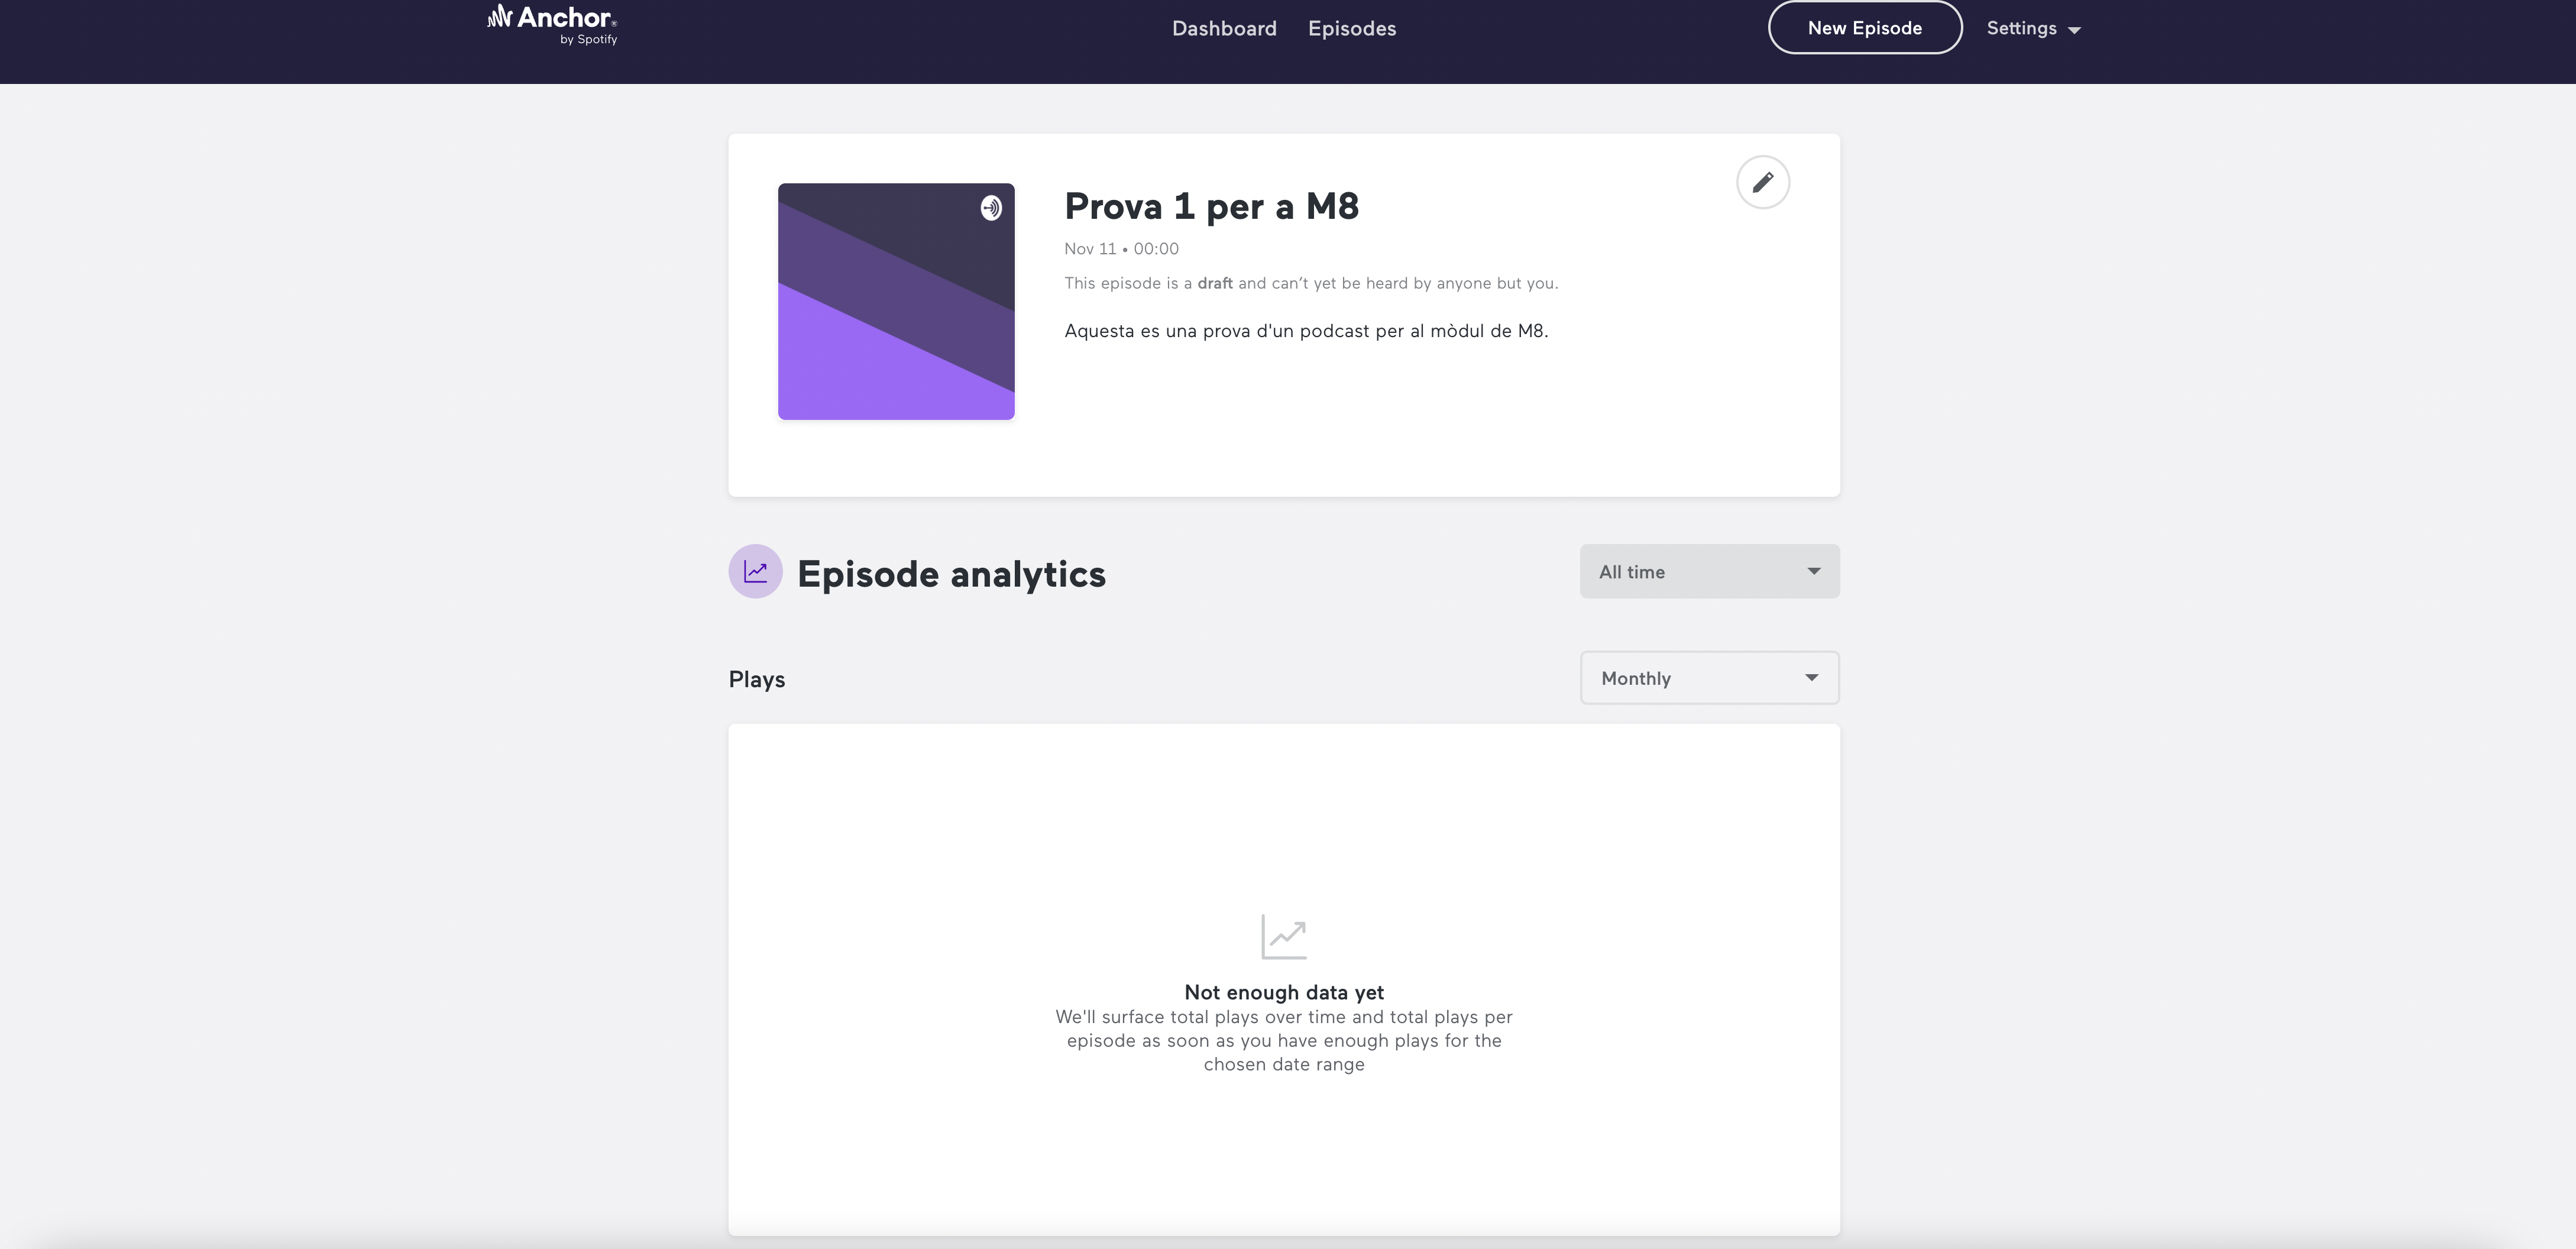 Anchor
by Spotify
Dashboard
Episodes
New Episode
Settings
Prova 1 per a M8
Nov 11 • 00:00
This episode is a draft and can’t yet be heard by anyone but you.
Aquesta es una prova d'un podcast per al mòdul de M8.
Episode analytics
All time
Plays
Monthly
Not enough data yet
We'll surface total plays over time and total plays per
episode as soon as you have enough plays for the
chosen date range